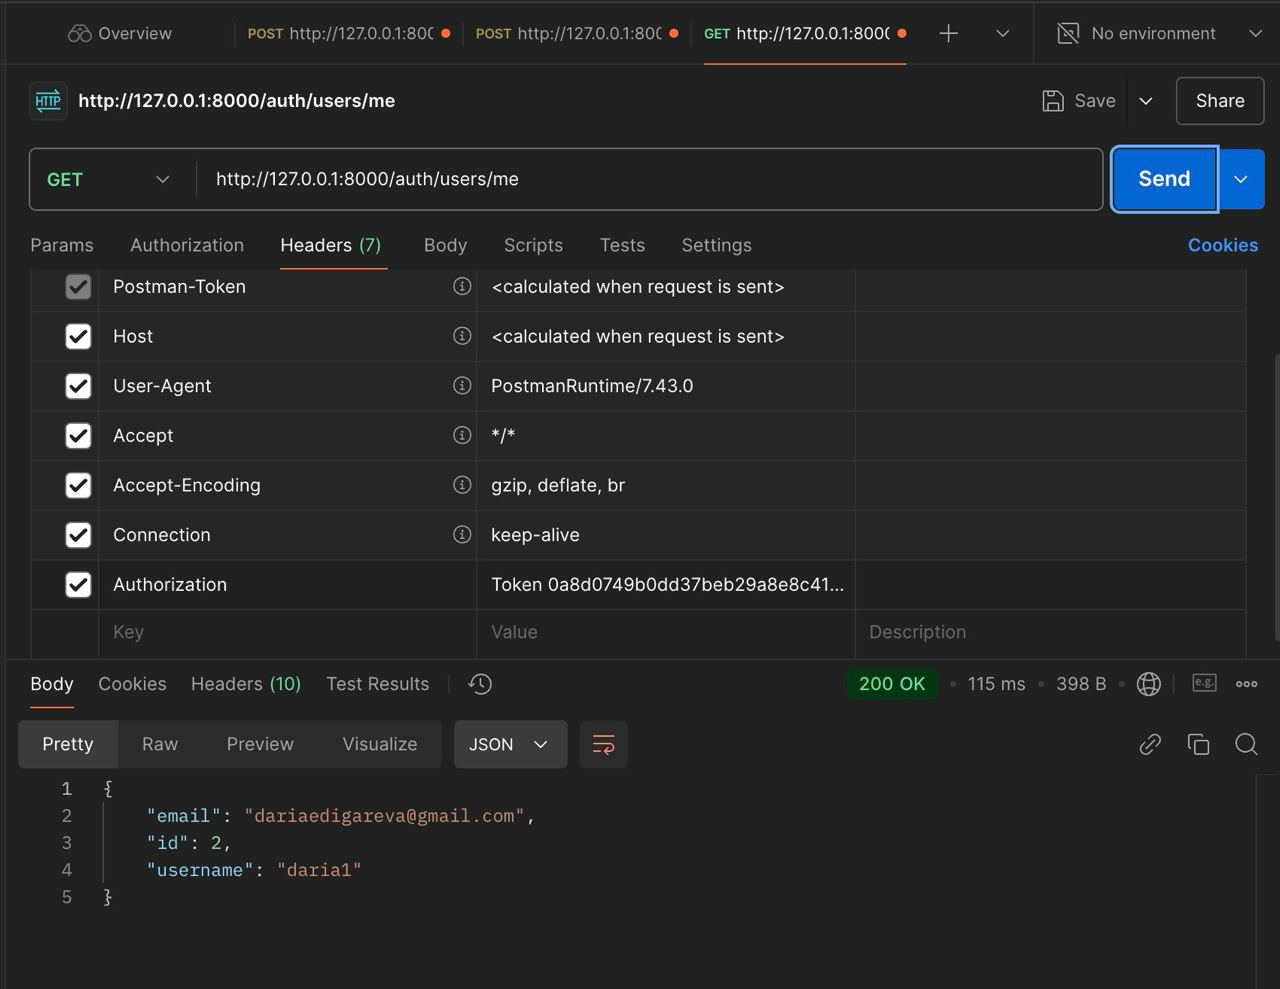 Overview
POST http://127.0.0.1:800
POST http://127.0.0.1:800
GET http://127.0.0.1:8000
No environment
HTTP http://127.0.0.1:8000/auth/users/me
Save
Share
GET
http://127.0.0.1:8000/auth/users/me
Send
Params Authorization Headers (7) Body Scripts Tests Settings Cookies
Postman-Token <calculated when request is sent>
Host <calculated when request is sent>
User-Agent PostmanRuntime/7.43.0
Accept */*
Accept-Encoding gzip, deflate, br
Connection keep-alive
Authorization Token 0a8d0749b0dd37beb29a8e8c41...
Key Value Description
Body Cookies Headers (10) Test Results 200 OK • 115 ms • 398 B • e.g.
Pretty Raw Preview Visualize JSON
1 {
2 "email": "dariaedigareva@gmail.com",
3 "id": 2,
4 "username": "daria1"
5 }